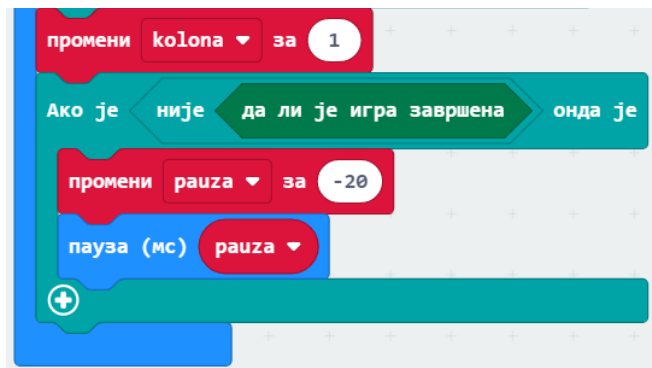 промени kolona за 1
Ако је није да ли је игра завршена онда је
промени pauza за -20
пауза (мс) pauza